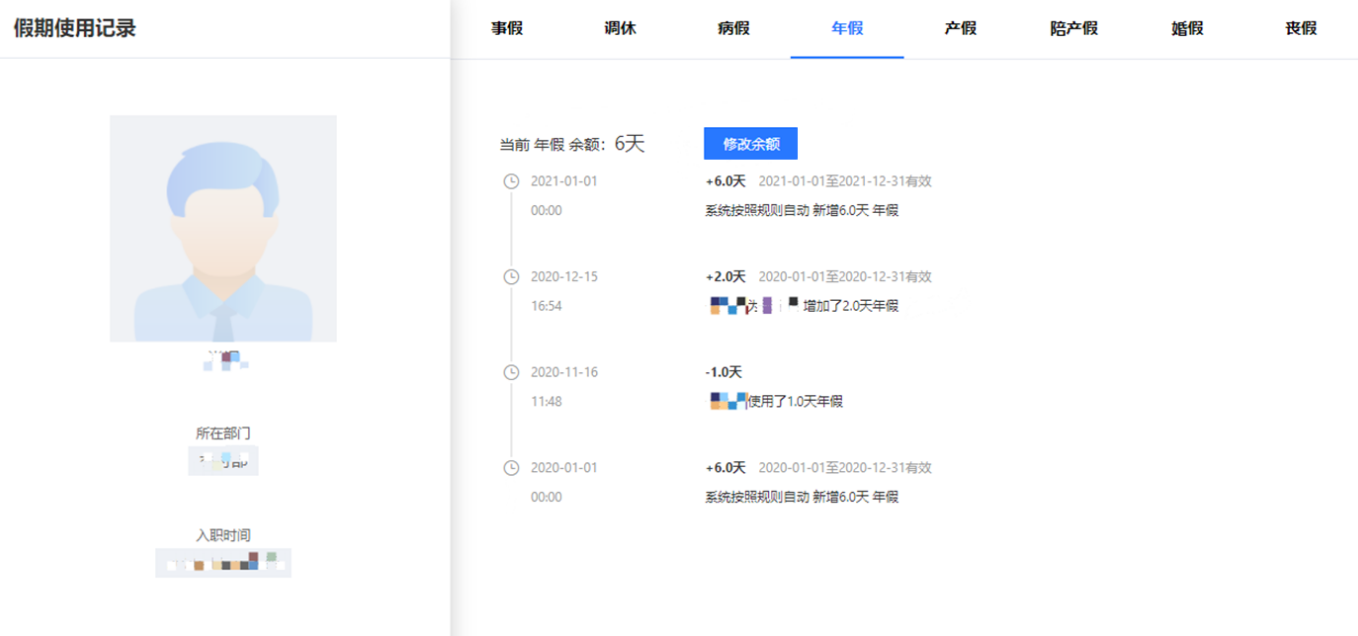 假期使用记录
事假 调休 病假 年假 产假 陪产假 婚假 丧假
当前 年假 余额：6天 修改余额
2021-01-01 +6.0天 2021-01-01至2021-12-31有效
00:00 系统按照规则自动 新增6.0天 年假
2020-12-15 +2.0天 2020-01-01至2020-12-31有效
16:54 增加了2.0天年假
2020-11-16 -1.0天
11:48 使用了1.0天年假
2020-01-01 +6.0天 2020-01-01至2020-12-31有效
00:00 系统按照规则自动 新增6.0天 年假
所在部门
入职时间